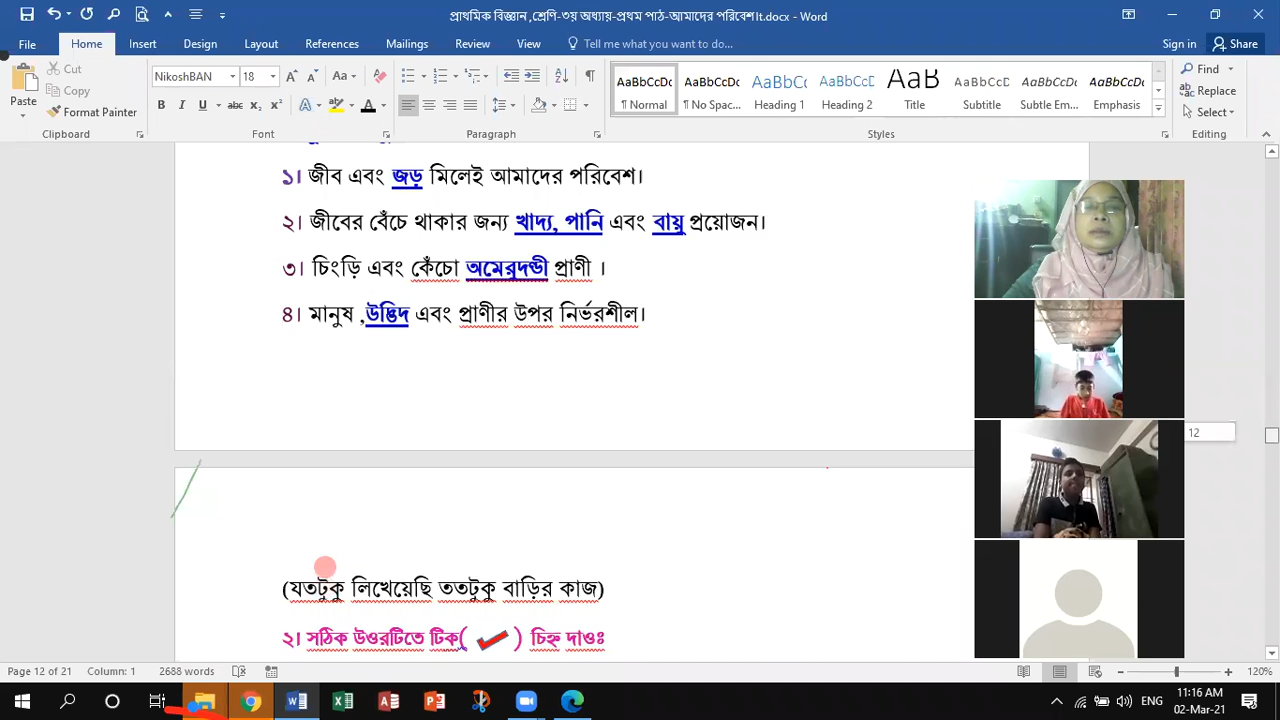 প্রাথমিক বিজ্ঞান ,শ্রেণি-৩য় অধ্যায়-প্রথম পাঠ-আমাদের পরিবেশ lt.docx - Word
File Home Insert Design Layout References Mailings Review View Tell me what you want to do... Sign in Share
Paste
Cut
Copy
Format Painter
Clipboard
NikoshBAN 18
Font
Paragraph
AaBbCcDc AaBbCcDc AaBbCc AaBbCcC AaB AaBbCcD AaBbCcDc AaBbCcDc
¶ Normal ¶ No Spac... Heading 1 Heading 2 Title Subtitle Subtle Em... Emphasis
Styles
Find
Replace
Select
Editing
১। জীব এবং জড় মিলেই আমাদের পরিবেশ।
২। জীবের বেঁচে থাকার জন্য খাদ্য, পানি এবং বায়ু প্রয়োজন।
৩। চিংড়ি এবং কেঁচো অমেরুদন্ডী প্রাণী ।
৪। মানুষ ,উদ্ভিদ এবং প্রাণীর উপর নির্ভরশীল।
12
(যতটুকু লিখেয়েছি ততটুকু বাড়ির কাজ)
২। সঠিক উওরটিতে টিক( ) চিহ্ন দাওঃ
Page 12 of 21 Column: 1 2688 words 120%
ENG 11:16 AM
02-Mar-21